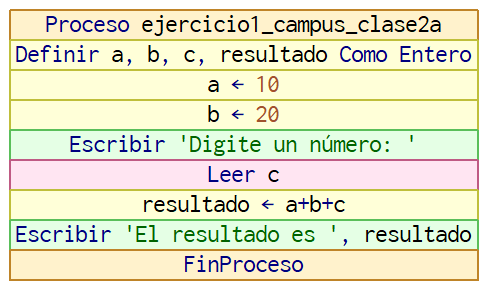 Proceso ejercicio1_campus_clase2a
Definir a, b, c, resultado Como Entero
a ← 10
b ← 20
Escribir 'Digite un número: '
Leer c
resultado ← a+b+c
Escribir 'El resultado es ', resultado
FinProceso